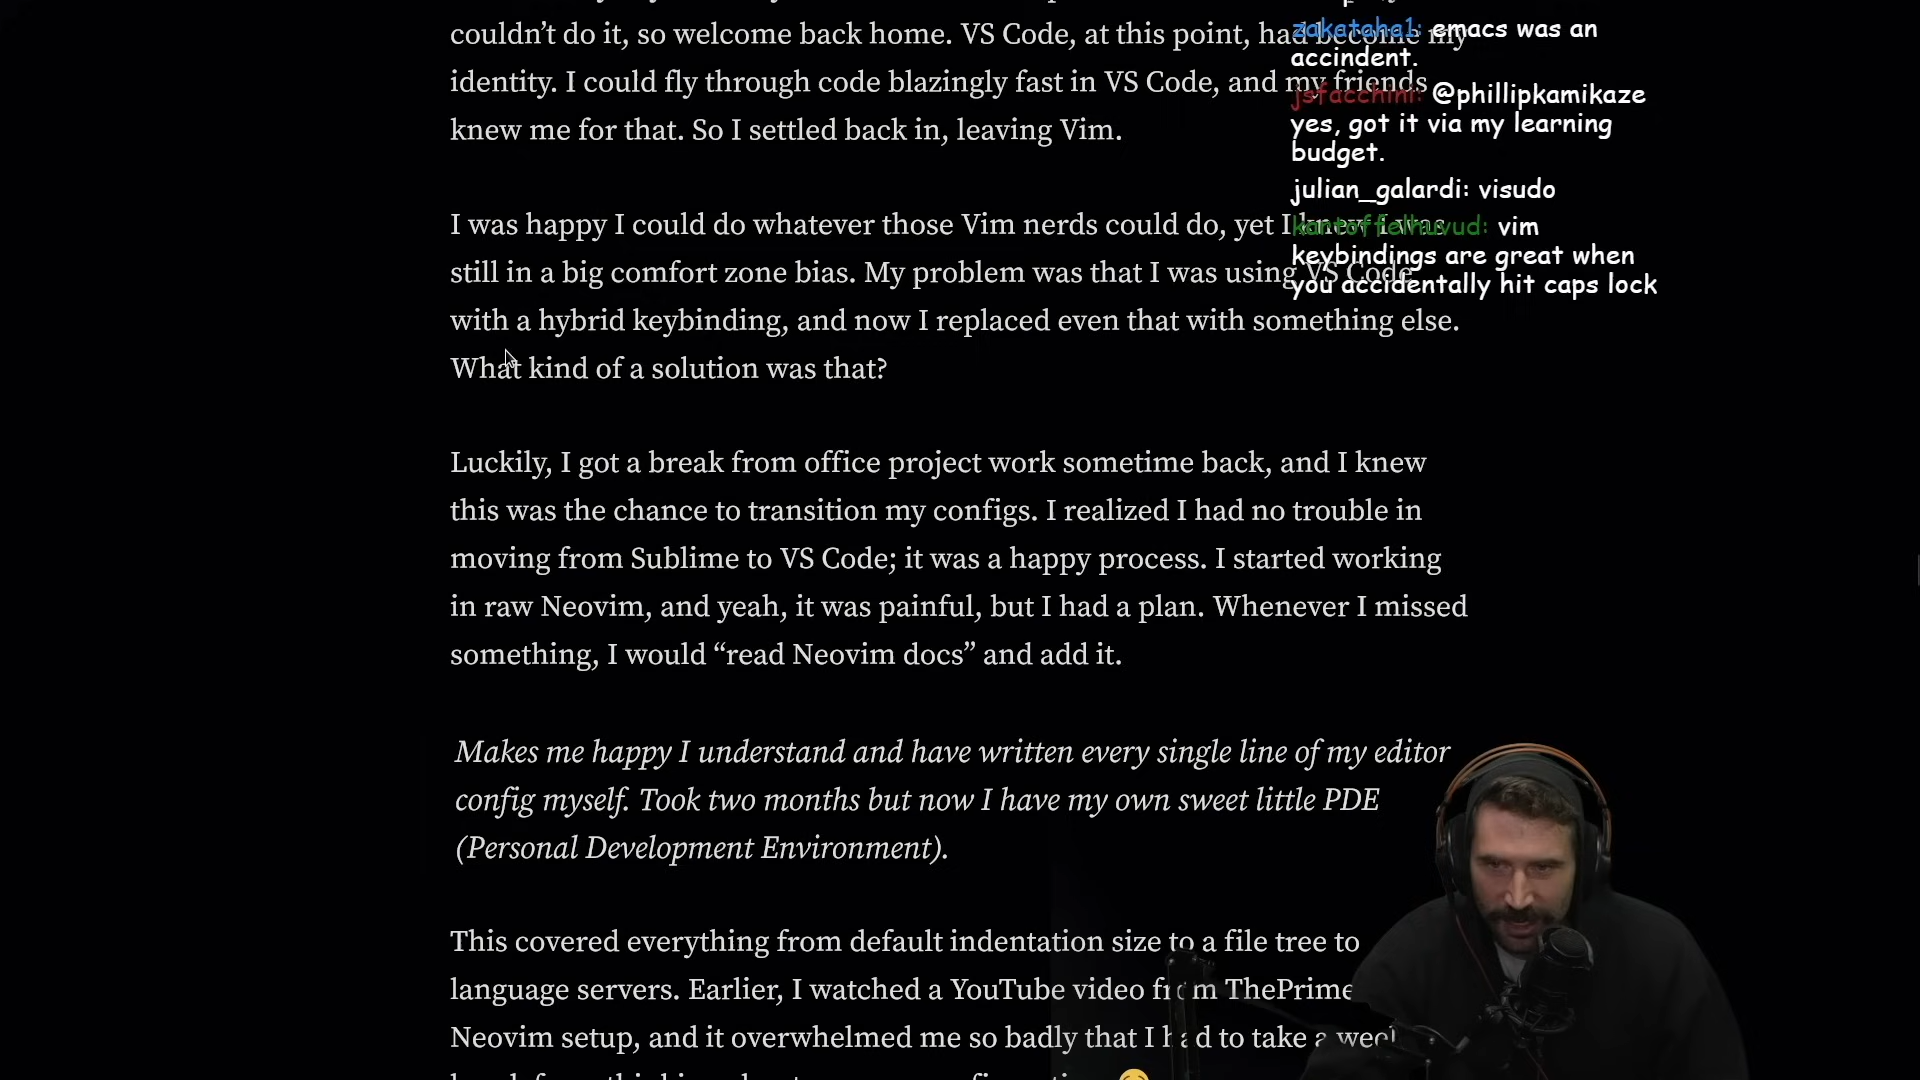 couldn’t do it, so welcome back home. VS Code, at this point, had become my
identity. I could fly through code blazingly fast in VS Code, and my friends
knew me for that. So I settled back in, leaving Vim.
I was happy I could do whatever those Vim nerds could do, yet I knew I was
still in a big comfort zone bias. My problem was that I was using VS Code
with a hybrid keybinding, and now I replaced even that with something else.
What kind of a solution was that?
Luckily, I got a break from office project work sometime back, and I knew
this was the chance to transition my configs. I realized I had no trouble in
moving from Sublime to VS Code; it was a happy process. I started working
in raw Neovim, and yeah, it was painful, but I had a plan. Whenever I missed
something, I would “read Neovim docs” and add it.
Makes me happy I understand and have written every single line of my editor
config myself. Took two months but now I have my own sweet little PDE
(Personal Development Environment).
This covered everything from default indentation size to a file tree to
language servers. Earlier, I watched a YouTube video from ThePrime
Neovim setup, and it overwhelmed me so badly that I had to take a
zakataha1: emacs was an
accindent.
jsfacchini: @phillipkamikaze
yes, got it via my learning
budget.
julian_galardi: visudo
kartoffelhuvud: vim
keybindings are great when
you accidentally hit caps lock